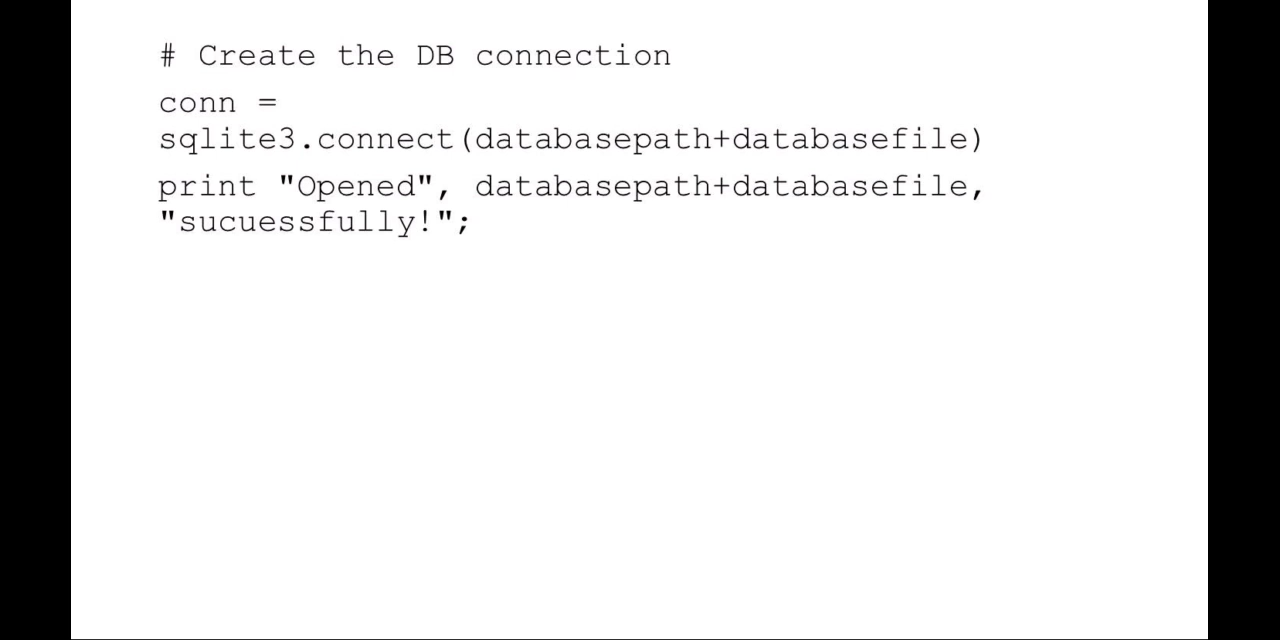 # Create the DB connection
conn =
sqlite3.connect(databasepath+databasefile)
print "Opened", databasepath+databasefile,
"sucuessfully!";